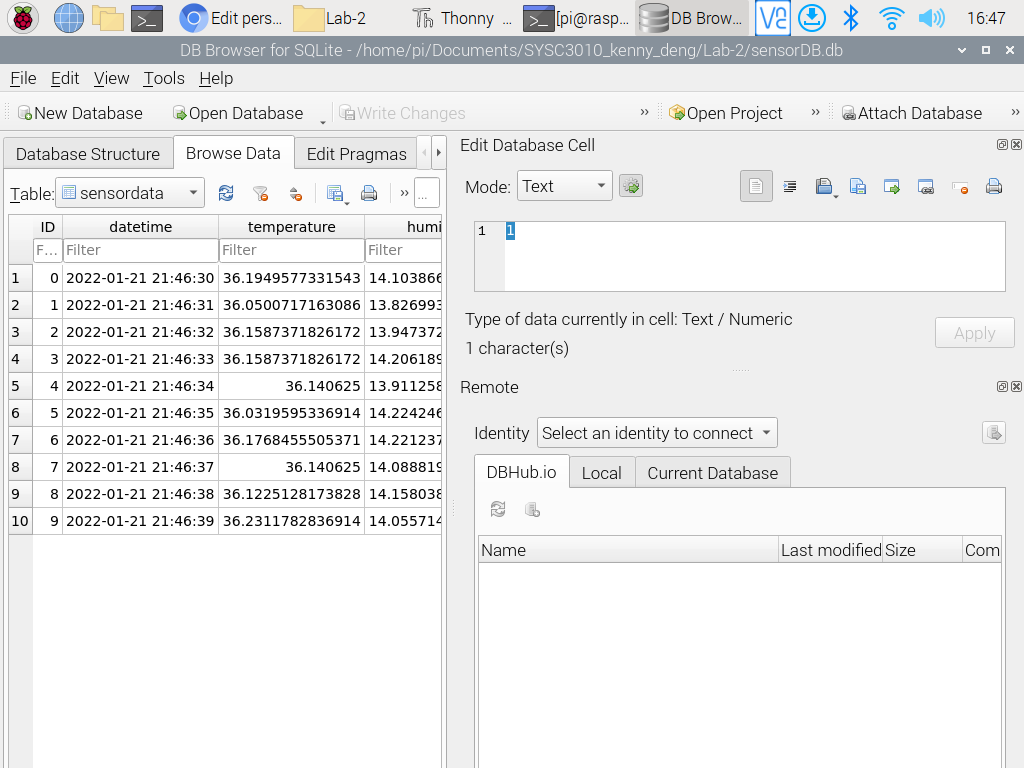 Edit pers... Lab-2 Thonny ... [pi@rasp... DB Brow... 16:47
DB Browser for SQLite - /home/pi/Documents/SYSC3010_kenny_deng/Lab-2/sensorDB.db
File Edit View Tools Help
New Database Open Database Write Changes » Open Project » Attach Database »
Database Structure Browse Data Edit Pragmas
Table: sensordata » ...
ID datetime temperature humi
F... Filter Filter Filter
1 0 2022-01-21 21:46:30 36.1949577331543 14.103866
2 1 2022-01-21 21:46:31 36.0500717163086 13.826993
3 2 2022-01-21 21:46:32 36.1587371826172 13.947372
4 3 2022-01-21 21:46:33 36.1587371826172 14.206189
5 4 2022-01-21 21:46:34 36.140625 13.911258
6 5 2022-01-21 21:46:35 36.0319595336914 14.224246
7 6 2022-01-21 21:46:36 36.1768455505371 14.221237
8 7 2022-01-21 21:46:37 36.140625 14.088819
9 8 2022-01-21 21:46:38 36.1225128173828 14.158038
10 9 2022-01-21 21:46:39 36.2311782836914 14.055714
Edit Database Cell
Mode: Text
1 1
Type of data currently in cell: Text / Numeric
1 character(s)
Apply
Remote
Identity Select an identity to connect
DBHub.io Local Current Database
Name Last modified Size Com